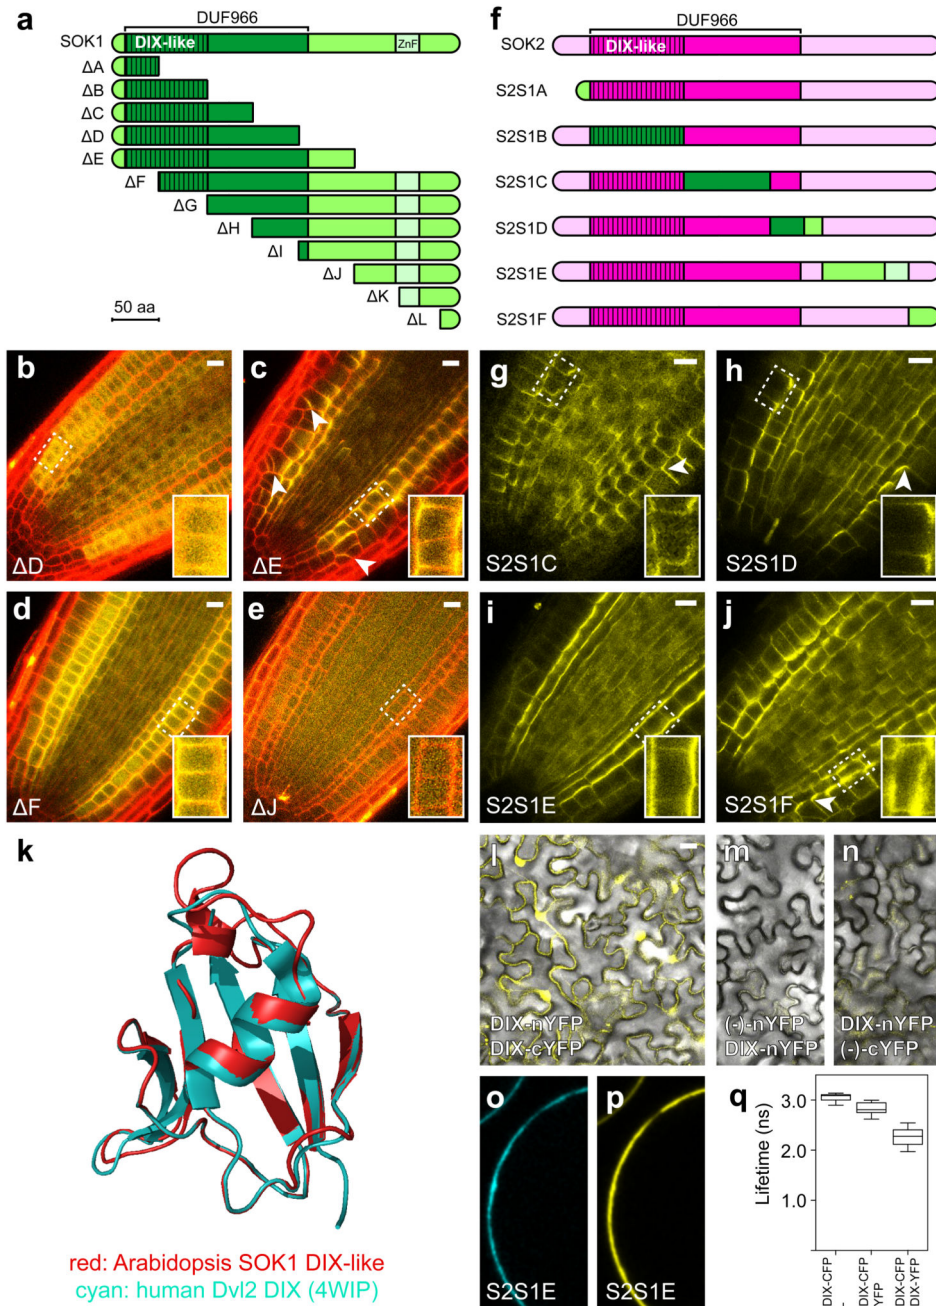 a
DUF966
SOK1
DIX-like
ZnF
ΔA
ΔB
ΔC
ΔD
ΔE
ΔF
ΔG
ΔH
ΔI
ΔJ
ΔK
ΔL
50 aa
f
DUF966
SOK2
DIX-like
S2S1A
S2S1B
S2S1C
S2S1D
S2S1E
S2S1F
b
ΔD
c
ΔE
g
S2S1C
h
S2S1D
d
ΔF
e
ΔJ
i
S2S1E
j
S2S1F
k
red: Arabidopsis SOK1 DIX-like
cyan: human Dvl2 DIX (4WIP)
l
DIX-nYFP
DIX-cYFP
m
(-)-nYFP
DIX-nYFP
n
DIX-nYFP
(-)-cYFP
o
S2S1E
p
S2S1E
q
Lifetime (ns)
3.0
2.0
1.0
DIX-CFP
-
DIX-CFP
YFP
DIX-CFP
DIX-YFP